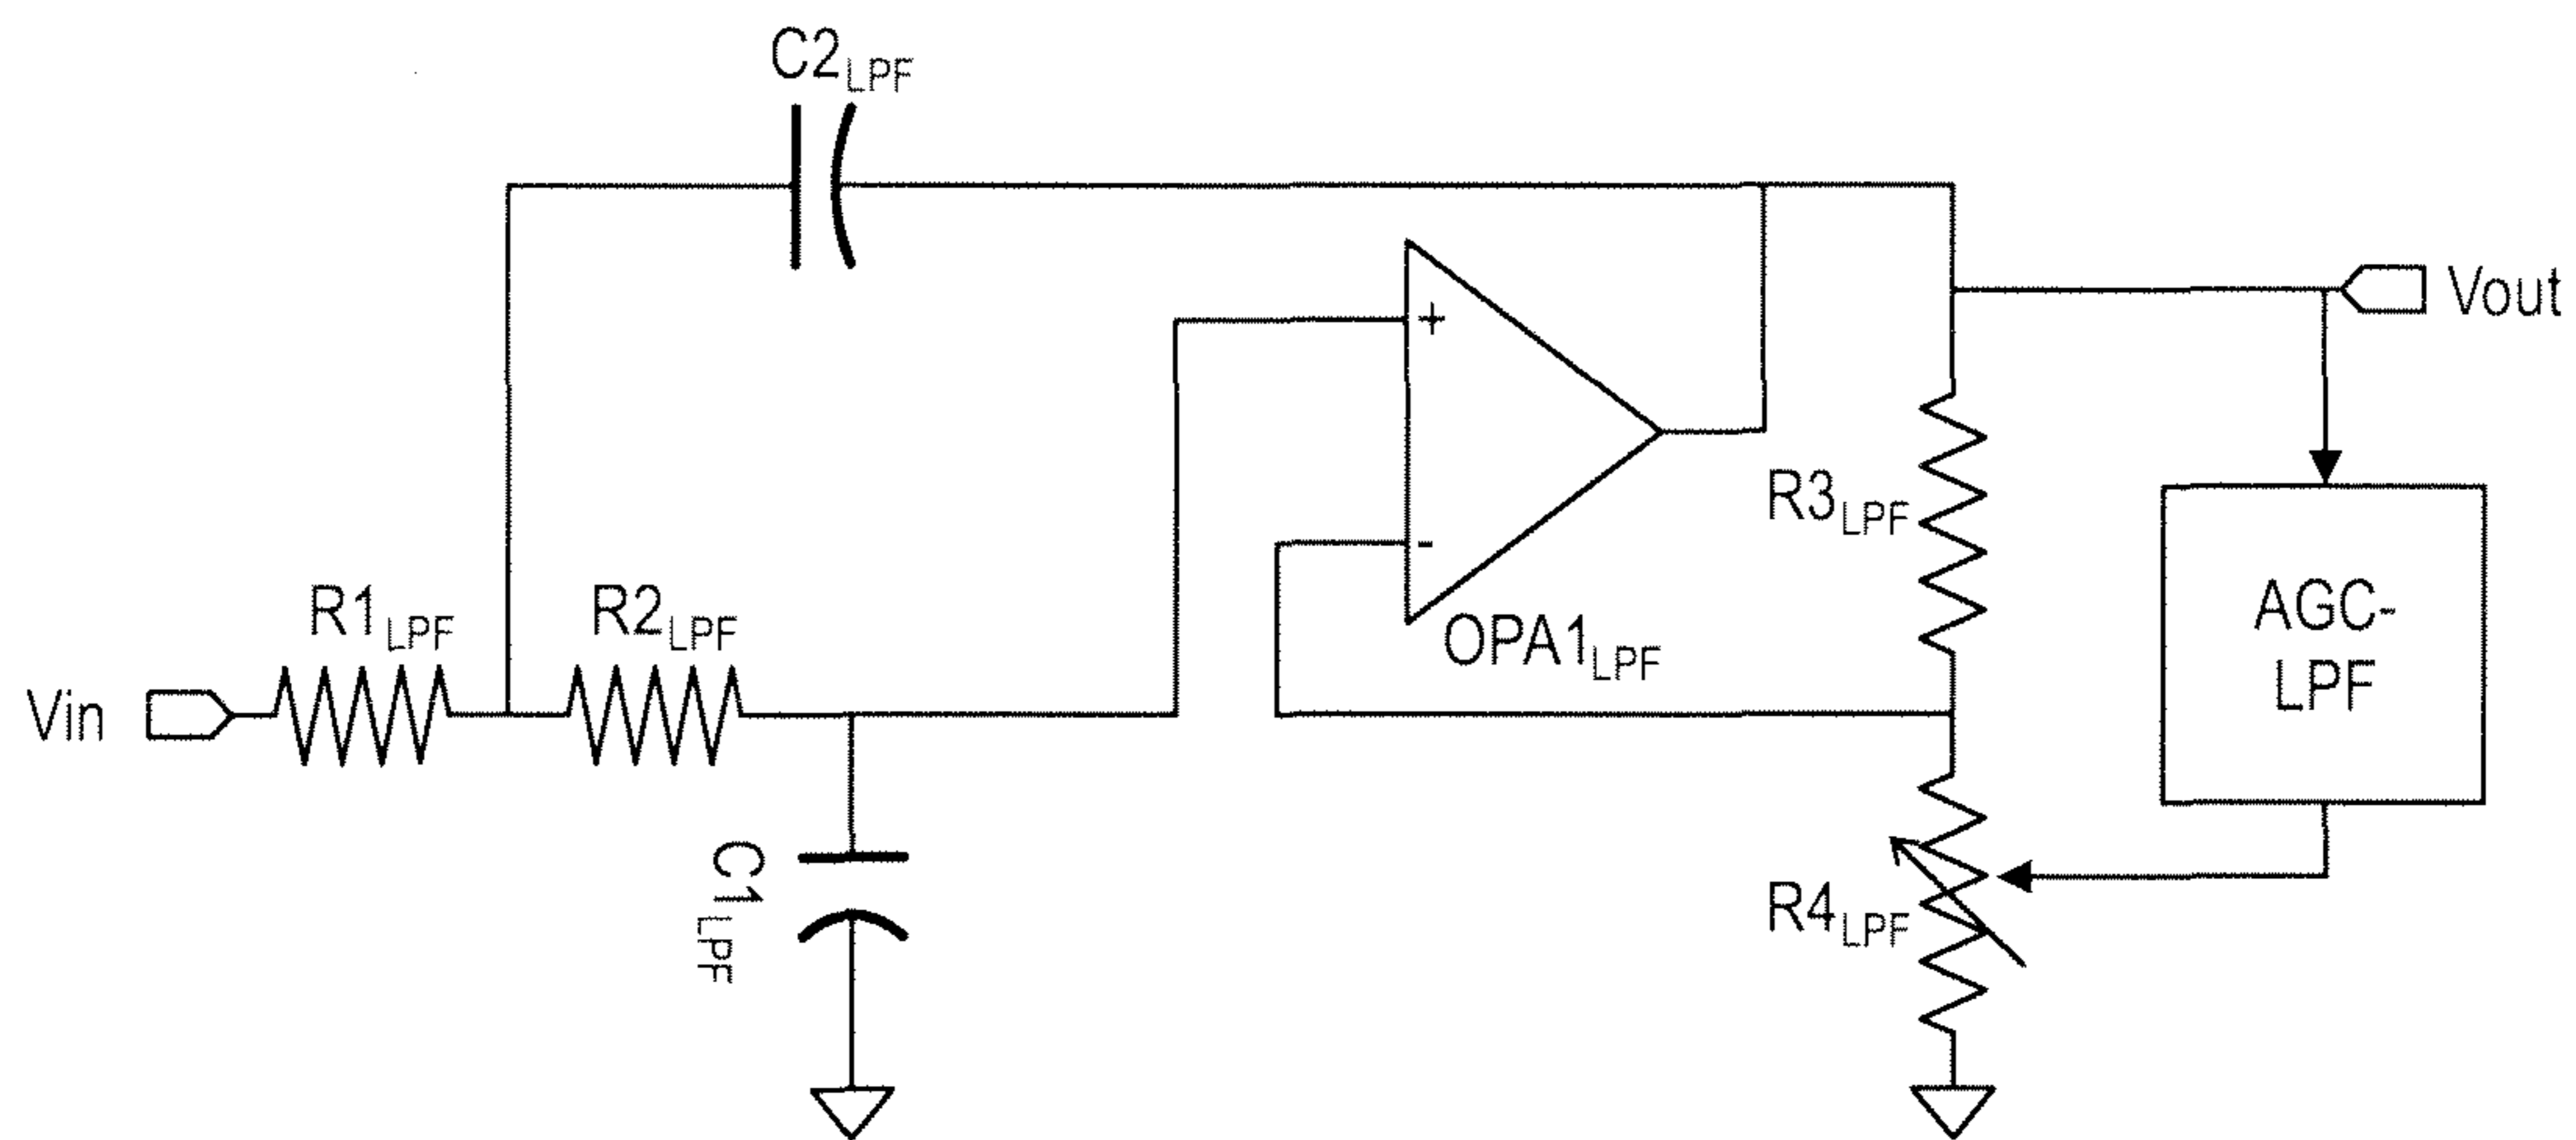 C2LPF
+
Vout
R3LPF
-
AGC-
LPF
R1LPF
R2LPF
OPA1LPF
Vin
C1LPF
R4LPF